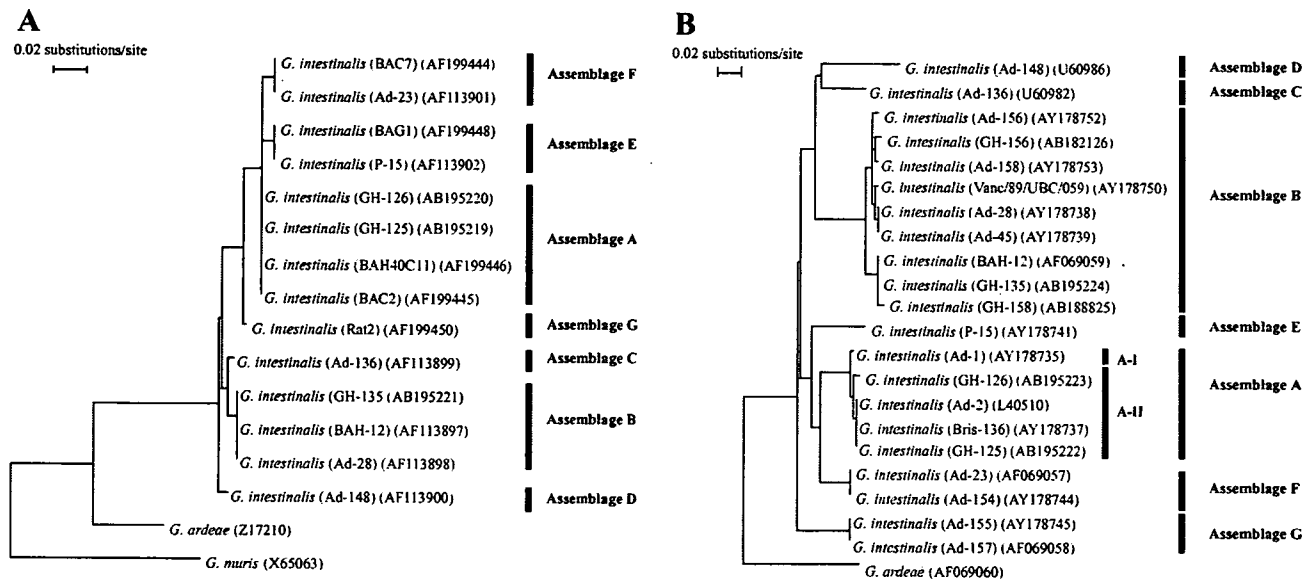 A
0.02 substitutions/site
G. intestinalis (BAC7) (AF199444)
G. intestinalis (Ad-23) (AF113901)
Assemblage F
G. intestinalis (BAG1) (AF199448)
G. intestinalis (P-15) (AF113902)
Assemblage E
G. intestinalis (GH-126) (AB195220)
G. intestinalis (GH-125) (AB195219)
G. intestinalis (BAH40C11) (AF199446)
G. intestinalis (BAC2) (AF199445)
Assemblage A
G. intestinalis (Rat2) (AF199450)
Assemblage G
G. intestinalis (Ad-136) (AF113899)
Assemblage C
G. intestinalis (GH-135 (AB195221)
G. intestinalis (BAH-12) (AF113897)
G. intestinalis (Ad-28) (AF113898)
Assemblage B
G. intestinalis (Ad-148) (AF113900)
Assemblage D
G. ardeae (Z17210)
G. muris (X65063)
B
0.02 substitutions/site
G. intestinalis (Ad-148) (U60986)
Assemblage D
G. intestinalis (Ad-136) (U60982)
Assemblage C
G. intestinalis (Ad-156) (AY178752)
G. intestinalis (GH-156) (AB182126)
G. intestinalis (Ad-158) (AY178753)
G. intestinalis (Vanc/89/UBC/059) (AY178750)
G. intestinalis (Ad-28) (AY178738)
G. intestinalis (Ad-45) (AY178739)
G. intestinalis (BAH-12) (AF069059)
G. intestinalis (GH-135) (AB195224)
G. intestinalis (GH-158) (AB188825)
Assemblage B
G. intestinalis (P-15) (AY178741)
Assemblage E
G. intestinalis (Ad-1) (AY178735)
A-I
G. intestinalis (GH-126) (AB195223)
G. intestinalis (Ad-2) (L40510)
G. intestinalis (Bris-136) (AY178737)
G. intestinalis (GH-125) (AB195222)
A-II
Assemblage A
G. intestinalis (Ad-23) (AF069057)
G. intestinalis (Ad-154) (AY178744)
Assemblage F
G. intestinalis (Ad-155) (AY178745)
G. intestinalis (Ad-157) (AF069058)
Assemblage G
G. ardeae (AF069060)